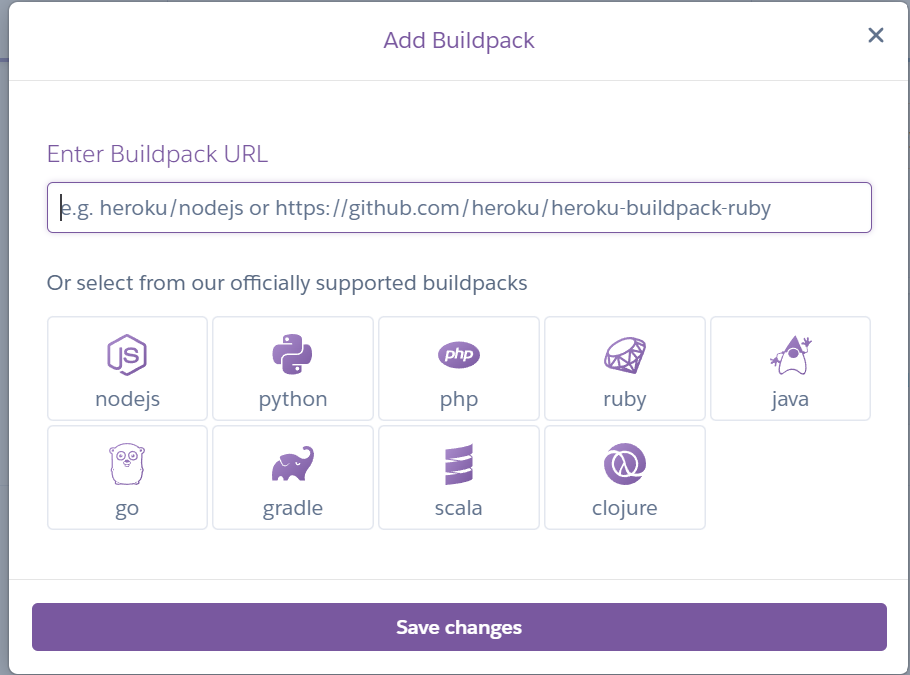 Add Buildpack
Enter Buildpack URL
e.g. heroku/nodejs or https://github.com/heroku/heroku-buildpack-ruby
Or select from our officially supported buildpacks
JS php
nodejs python php ruby java
go gradle scala clojure
Save changes